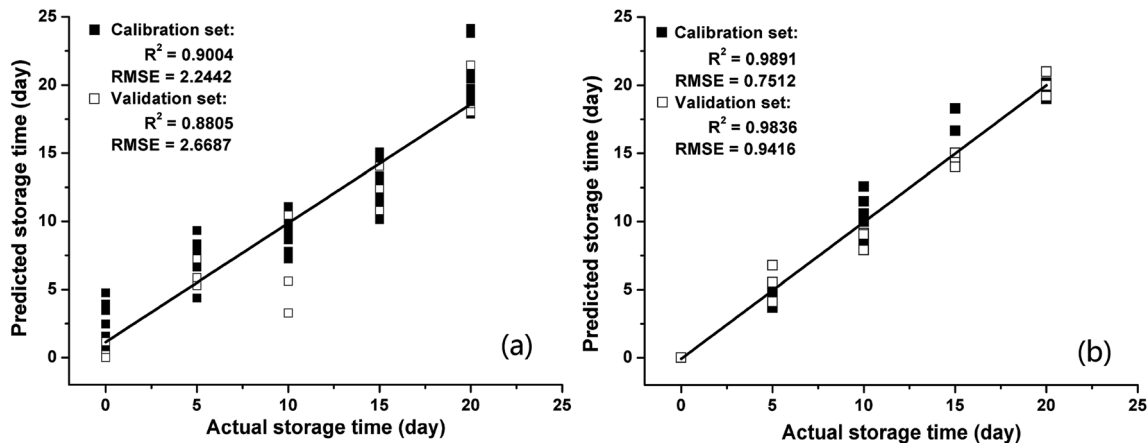 25
20
15
10
5
0
Predicted storage time (day)
Calibration set:
R² = 0.9004
RMSE = 2.2442
Validation set:
R² = 0.8805
RMSE = 2.6687
(a)
0 5 10 15 20 25
Actual storage time (day)
25
20
15
10
5
0
Predicted storage time (day)
Calibration set:
R² = 0.9891
RMSE = 0.7512
Validation set:
R² = 0.9836
RMSE = 0.9416
(b)
0 5 10 15 20 25
Actual storage time (day)